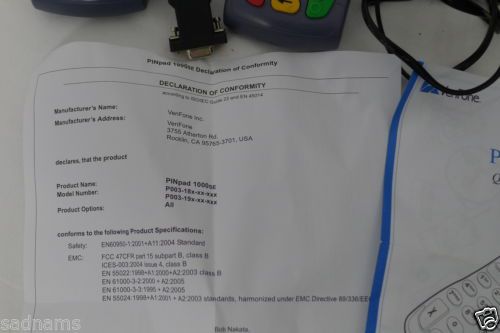 PINpad 1000SE Declaration of Conformity
DECLARATION OF CONFORMITY
according to ISO/IEC Guide 22 and EN 45014
Manufacturer's Name: VeriFone Inc.
Manufacturer's Address: VeriFone
3755 Atherton Rd.
Rocklin, CA 95765-3701, USA
declares, that the product
Product Name: PINpad 1000SE
Model Number: P003-18x-xx-xxx
P003-19x-xx-xxx
Product Options: All
conforms to the following Product Specifications:
Safety: EN60950-1:2001+A11:2004 Standard
EMC: FCC 47CFR part 15 subpart B, class B
ICES-003:2004 issue 4, class B
EN 55022:1998+A1:2000+A2:2003 class B
EN 61000-3-2:2000 + A2:2005
EN 61000-3-3:1995 + A2:2005
EN 55024:1998+A1:2001 + A2:2003 standards, harmonized under EMC Directive 89/336/EE
Bob Nakata,
VeriFone
P
sadnams